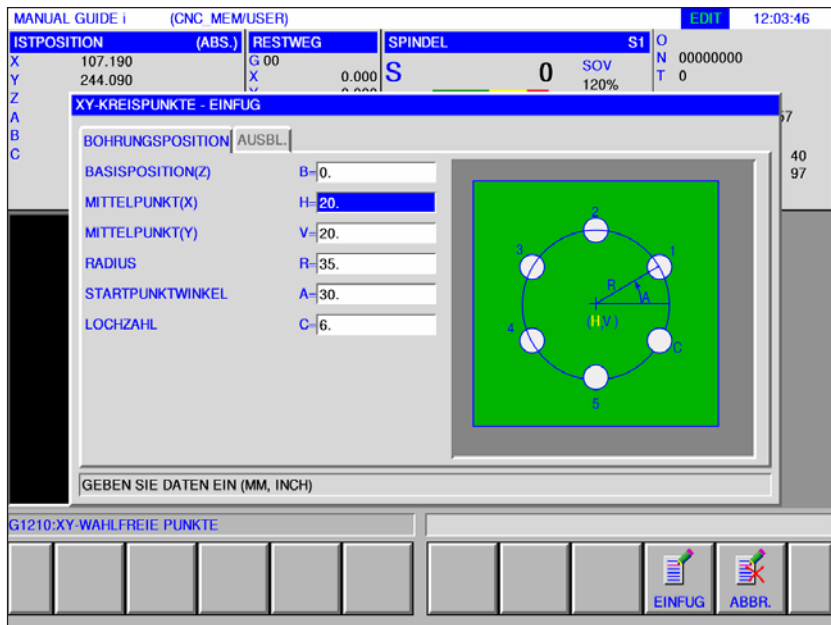 MANUAL GUIDE i (CNC_MEM/USER) EDIT 12:03:46
ISTPOSITION (ABS.) RESTWEG SPINDEL S1 O
X 107.190 G 00 N 00000000
Y 244.090 X 0.000 S 0 SOV 120% T 0
Z
A
B
C
40
97
XY-KREISPUNKTE - EINFUG
BOHRUNGSPOSITION AUSBL.
BASISPOSITION(Z) B=0.
MITTELPUNKT(X) H=20.
MITTELPUNKT(Y) V=20.
RADIUS R=35.
STARTPUNKTWINKEL A=30.
LOCHZAHL C=6.
2
3 1
R
A
(H,V)
4 C
5
GEBEN SIE DATEN EIN (MM, INCH)
G1210:XY-WAHLFREIE PUNKTE
EINFUG ABBR.